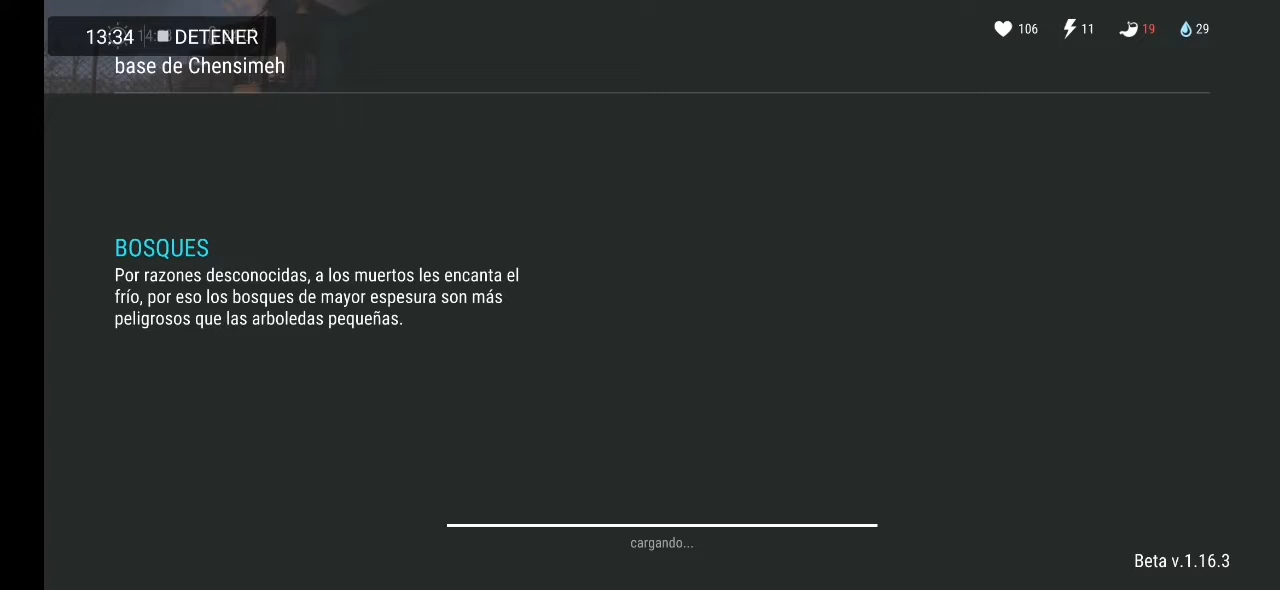 13:34 DETENER
106 11 19 29
base de Chensimeh
BOSQUES
Por razones desconocidas, a los muertos les encanta el
frío, por eso los bosques de mayor espesura son más
peligrosos que las arboledas pequeñas.
cargando...
Beta v.1.16.3